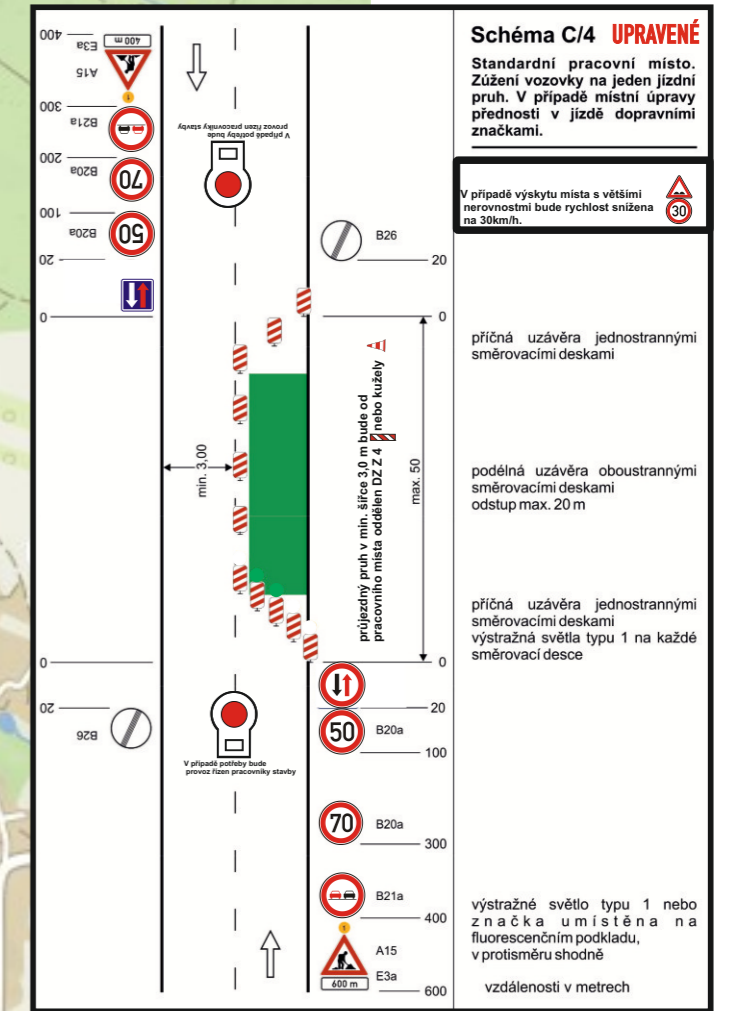 Schéma C/4 UPRAVENÉ
Standardní pracovní místo.
Zúžení vozovky na jeden jízdní
pruh. V případě místní úpravy
přednosti v jízdě dopravními
značkami.
V případě výskytu místa s většími
nerovnostmi bude rychlost snížena
na 30km/h.
30
400
E3a
400 m
A15
1
300
B21a
200
B20a
70
100
B20a
50
20
0
V případě potřeby bude
provoz řízen pracovníky stavby
B26
20
0
příčná uzávěra jednostrannými
směrovacími deskami
min. 3,00
průjezdný pruh v min. šířce 3,0 m bude od
pracovního místa oddělen DZ Z 4 nebo kužely
max. 50
podélná uzávěra oboustrannými
směrovacími deskami
odstup max. 20 m
příčná uzávěra jednostrannými
směrovacími deskami
výstražná světla typu 1 na každé
směrovací desce
0
0
20
B26
V případě potřeby bude
provoz řízen pracovníky stavby
20
50
B20a
100
70
B20a
300
B21a
400
1
A15
E3a
600 m
600
výstražné světlo typu 1 nebo
značka umístěna na
fluorescenčním podkladu,
v protisměru shodně
vzdálenosti v metrech